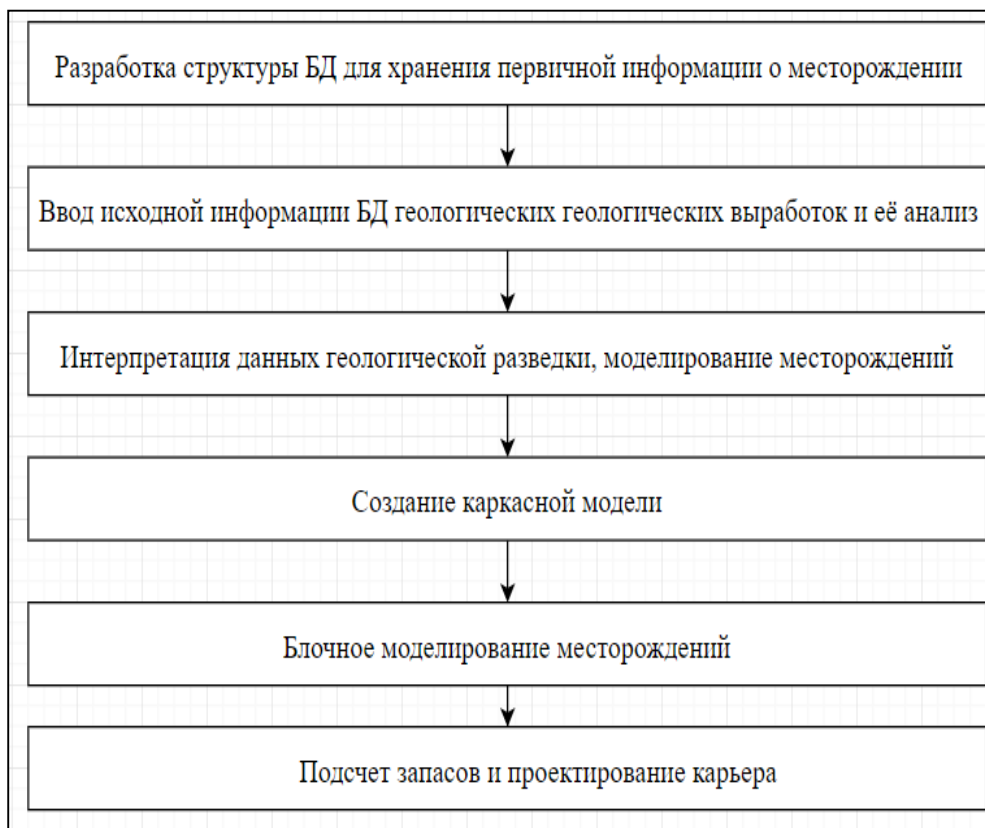 Разработка структуры БД для хранения первичной информации о месторождении
Ввод исходной информации БД геологических геологических выработок и её анализ
Интерпретация данных геологической разведки, моделирование месторождений
Создание каркасной модели
Блочное моделирование месторождений
Подсчет запасов и проектирование карьера